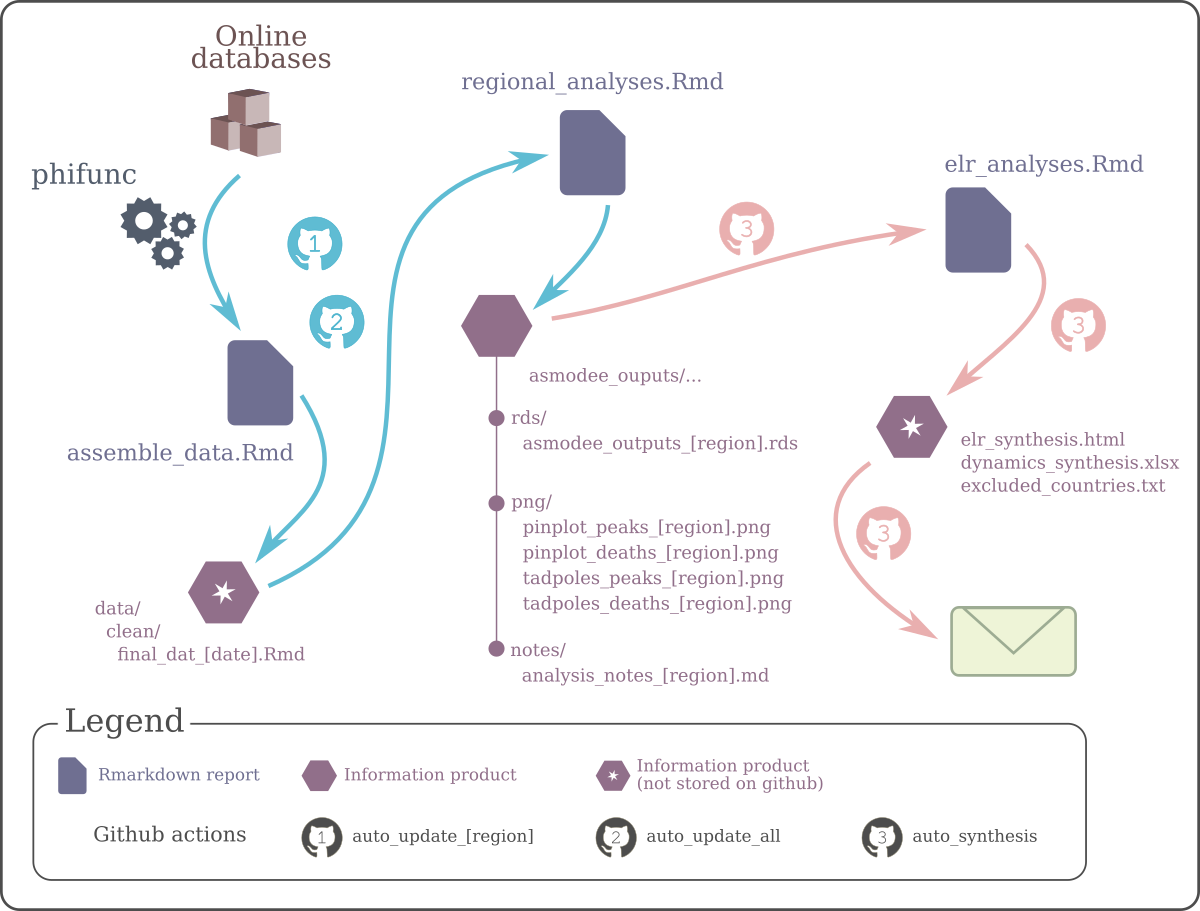 Online
databases
phifunc
1
2
assemble_data.Rmd
data/
clean/
final_dat_[date].Rmd
regional_analyses.Rmd
asmodee_ouputs/...
rds/
asmodee_outputs_[region].rds
png/
pinplot_peaks_[region].png
pinplot_deaths_[region].png
tadpoles_peaks_[region].png
tadpoles_deaths_[region].png
notes/
analysis_notes_[region].md
3
elr_analyses.Rmd
3
elr_synthesis.html
dynamics_synthesis.xlsx
excluded_countries.txt
3
Legend
Rmarkdown report
Information product
Information product
(not stored on github)
Github actions
1 auto_update_[region]
2 auto_update_all
3 auto_synthesis